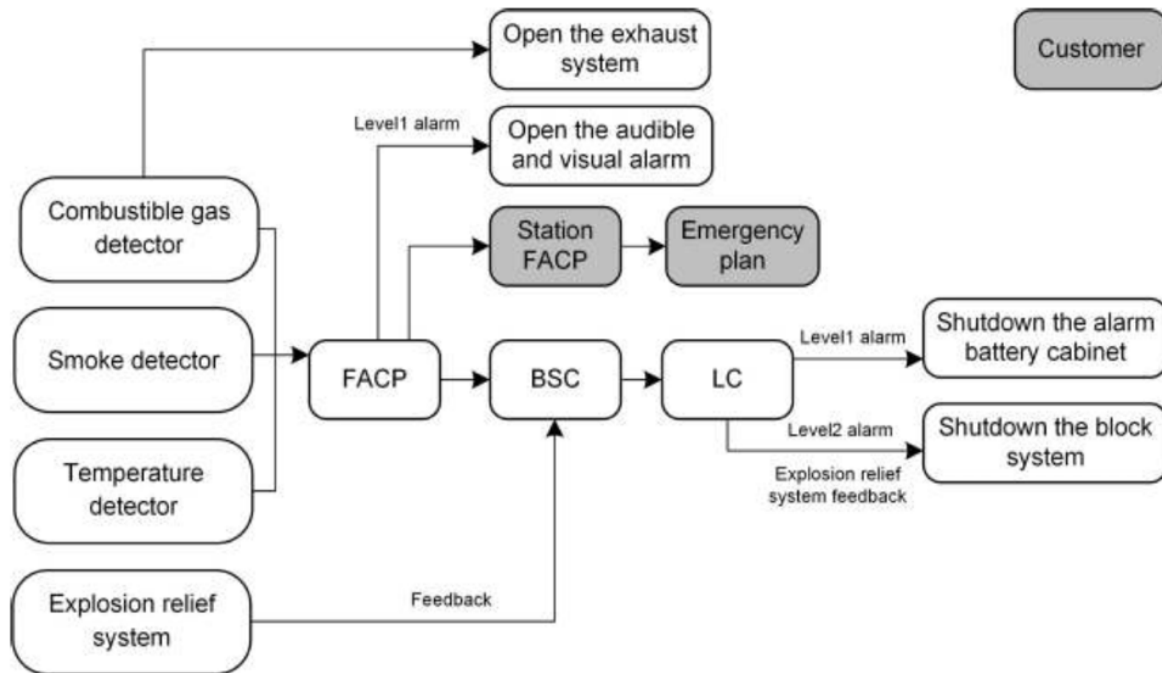 Open the exhaust
system
Customer
Level1 alarm
Open the audible
and visual alarm
Combustible gas
detector
Station
FACP
Emergency
plan
Smoke detector
FACP
BSC
LC
Level1 alarm
Shutdown the alarm
battery cabinet
Level2 alarm
Shutdown the block
system
Explosion relief
system feedback
Temperature
detector
Explosion relief
system
Feedback